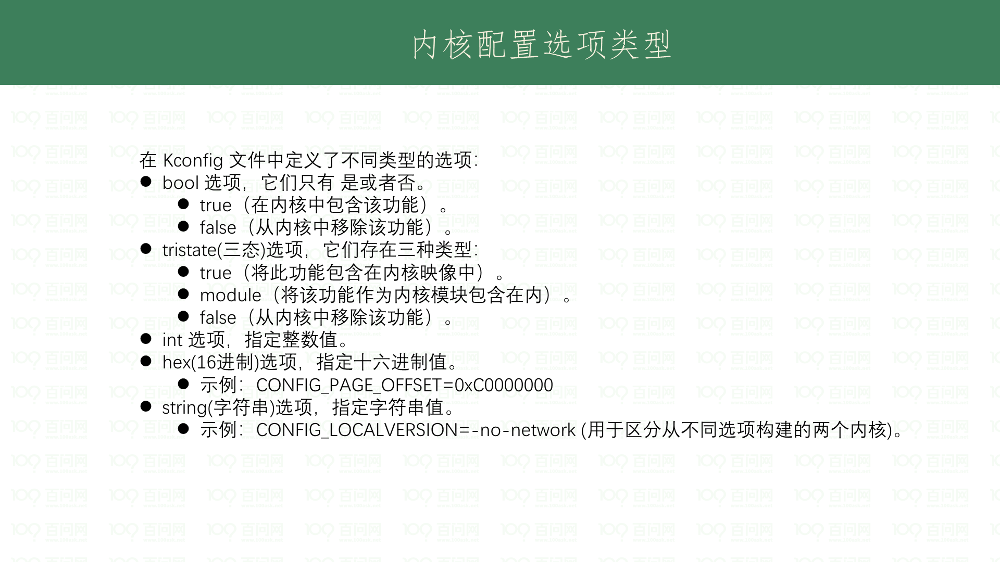 内核配置选项类型
在 Kconfig 文件中定义了不同类型的选项：
● bool 选项，它们只有 是或者否。
● true（在内核中包含该功能）。
● false（从内核中移除该功能）。
● tristate(三态)选项，它们存在三种类型：
● true（将此功能包含在内核映像中）。
● module（将该功能作为内核模块包含在内）。
● false（从内核中移除该功能）。
● int 选项，指定整数值。
● hex(16进制)选项，指定十六进制值。
● 示例：CONFIG_PAGE_OFFSET=0xC0000000
● string(字符串)选项，指定字符串值。
● 示例：CONFIG_LOCALVERSION=-no-network (用于区分从不同选项构建的两个内核)。
百问网
www.100ask.net